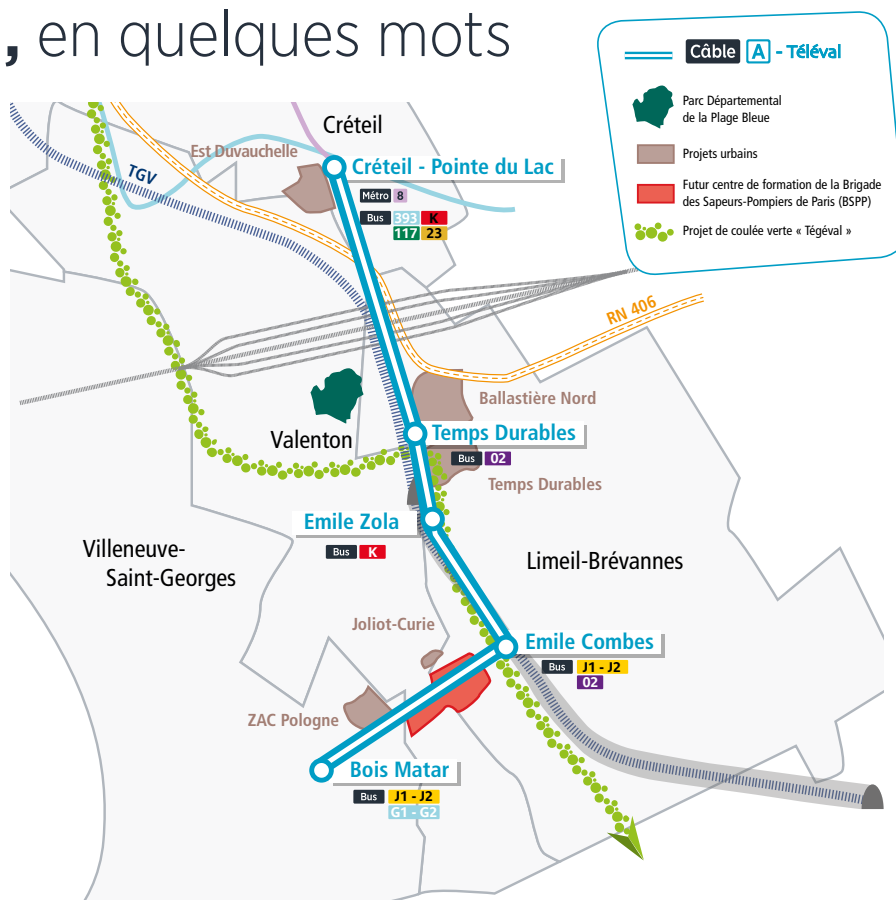 , en quelques mots
Câble A - Téléval
Parc Départemental
de la Plage Bleue
Projets urbains
Futur centre de formation de la Brigade
des Sapeurs-Pompiers de Paris (BSPP)
Projet de coulée verte « Tégéval »
Créteil
Est Duvauchelle
TGV
Créteil - Pointe du Lac
Métro 8
Bus 393 K
117 23
RN 406
Ballastière Nord
Valenton
Temps Durables
Bus 02
Temps Durables
Emile Zola
Bus K
Villeneuve-
Saint-Georges
Limeil-Brévannes
Joliot-Curie
Emile Combes
Bus J1 - J2
02
ZAC Pologne
Bois Matar
Bus J1 - J2
G1 - G2